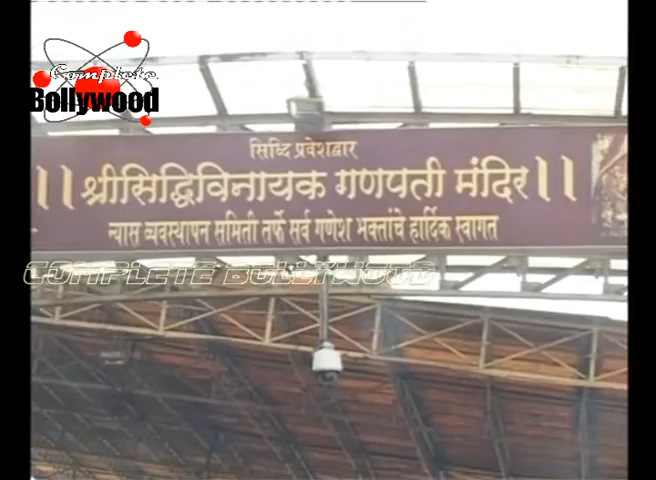 Complete
Bollywood
सिध्दि प्रवेशद्वार
||श्रीसिद्धिविनायक गणपती मंदिर||
न्यास व्यवस्थापन समिती तर्फे सर्व गणेश भक्तांचे हार्दिक स्वागत
COMPLETE BOLLYWOOD